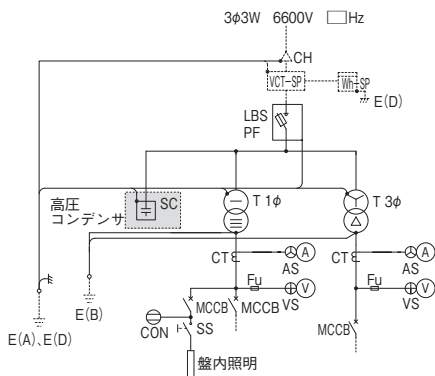 3φ3W 6600V □Hz
CH
VCT-SP
Wh-SP
E(D)
LBS
PF
高圧
コンデンサ
SC
T 1φ
T 3φ
CT
A
AS
CT
A
AS
Fu
V
VS
Fu
V
VS
E(B)
MCCB
MCCB
MCCB
CON
SS
E(A)、E(D)
盤内照明